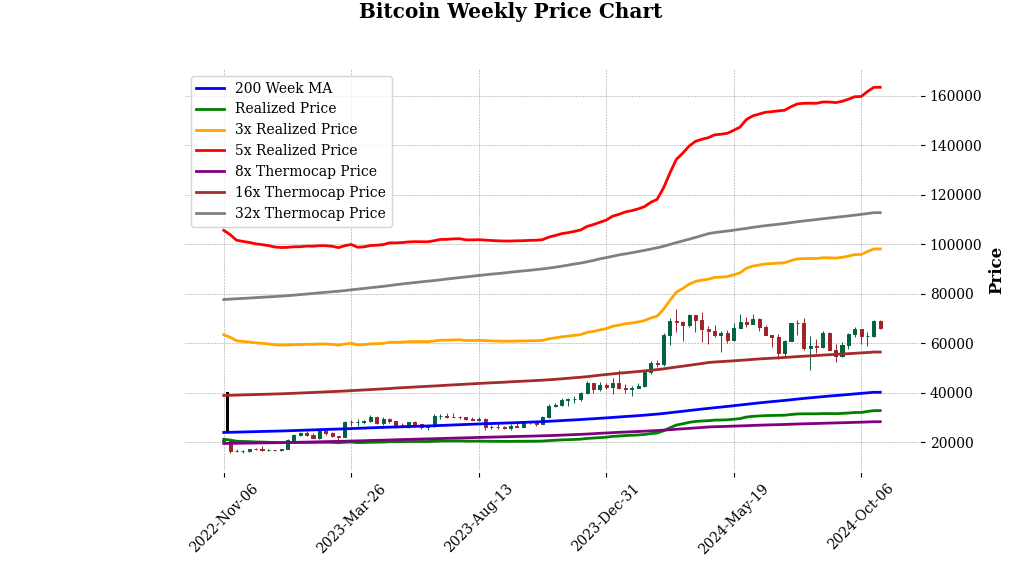 Bitcoin Weekly Price Chart
200 Week MA
Realized Price
3x Realized Price
5x Realized Price
8x Thermocap Price
16x Thermocap Price
32x Thermocap Price
160000
140000
120000
100000
80000
60000
40000
20000
Price
2022-Nov-06
2023-Mar-26
2023-Aug-13
2023-Dec-31
2024-May-19
2024-Oct-06